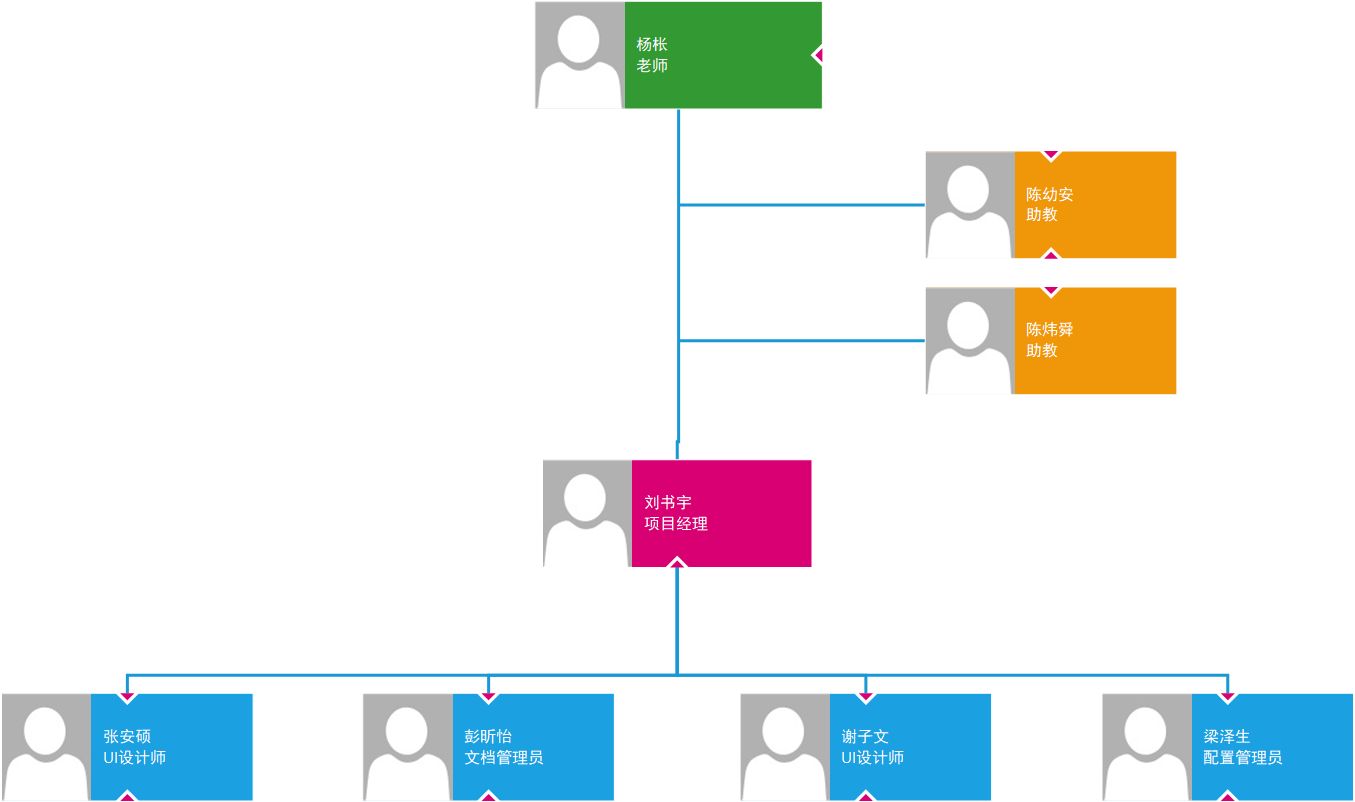 杨枨
老师
陈幼安
助教
陈炜舜
助教
刘书宇
项目经理
张安硕
UI设计师
彭昕怡
文档管理员
谢子文
UI设计师
梁泽生
配置管理员